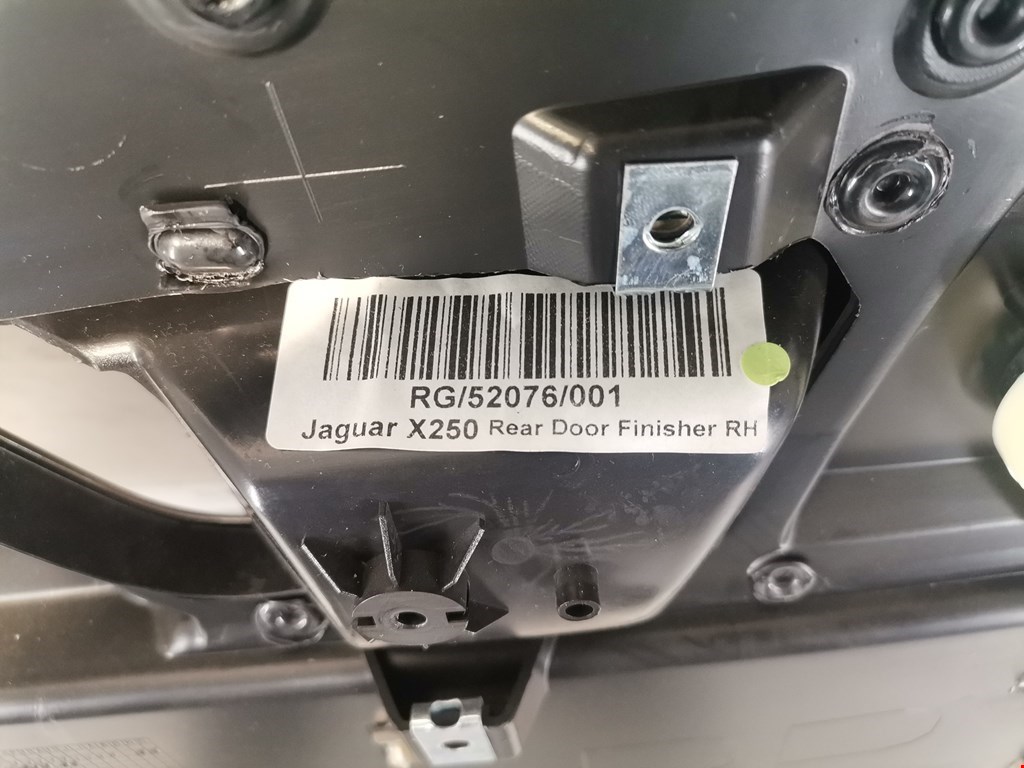 RG/52076/001
Jaguar X250 Rear Door Finisher RH